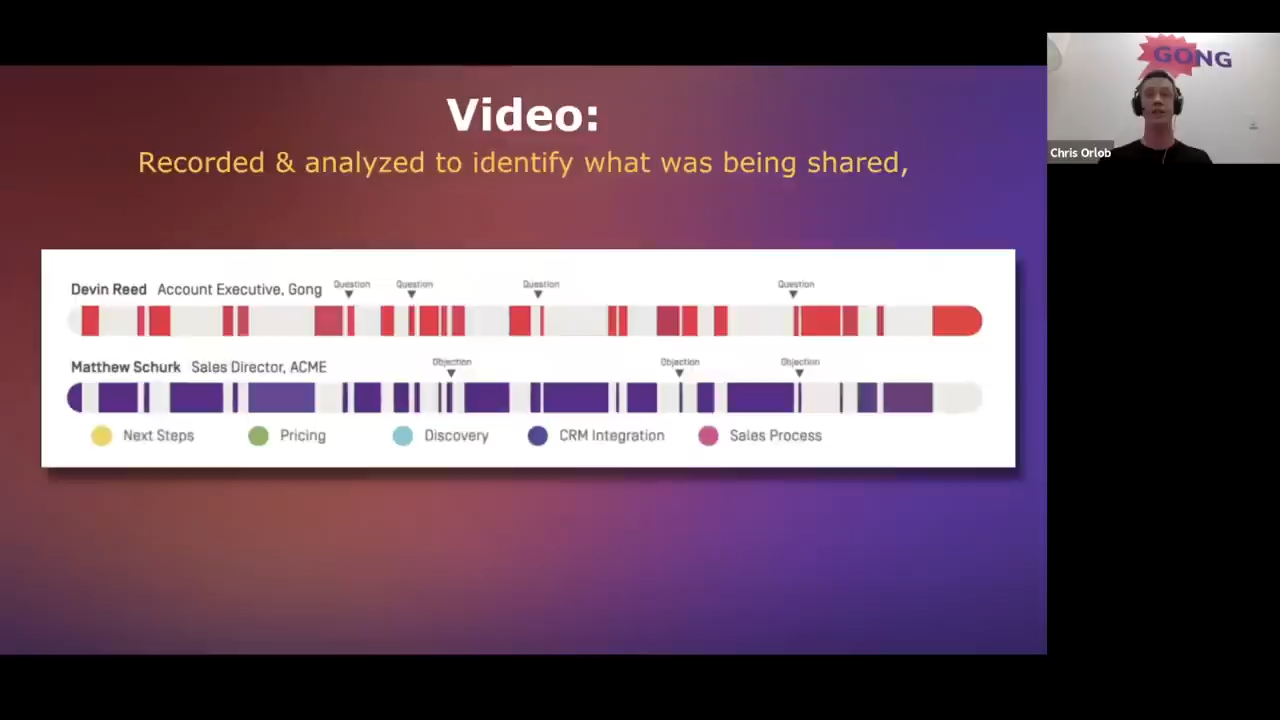 Video:
Recorded & analyzed to identify what was being shared,
Devin Reed Account Executive, Gong
Question Question Question Question
Matthew Schurk Sales Director, ACME
Objection Objection Objection
Next Steps Pricing Discovery CRM Integration Sales Process
GONG
Chris Orlob